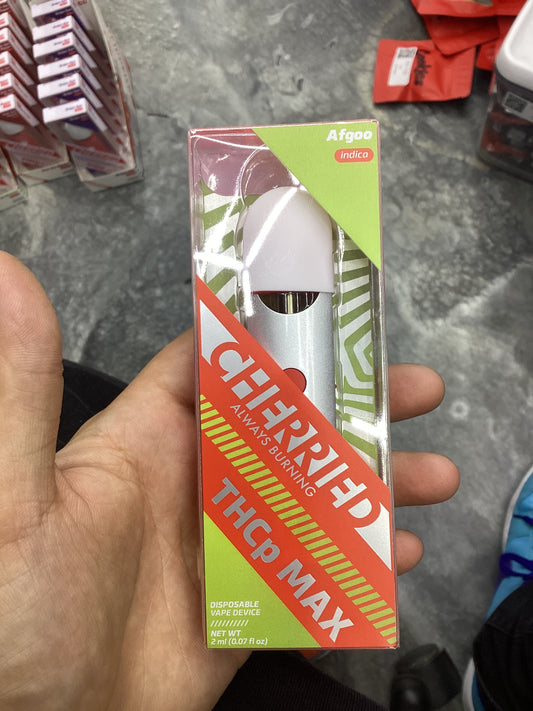 Afgoo
indica
CHERRIED
ALWAYS BURNING
THCp MAX
DISPOSABLE
VAPE DEVICE
NET WT
2 ml (0.07 fl oz)